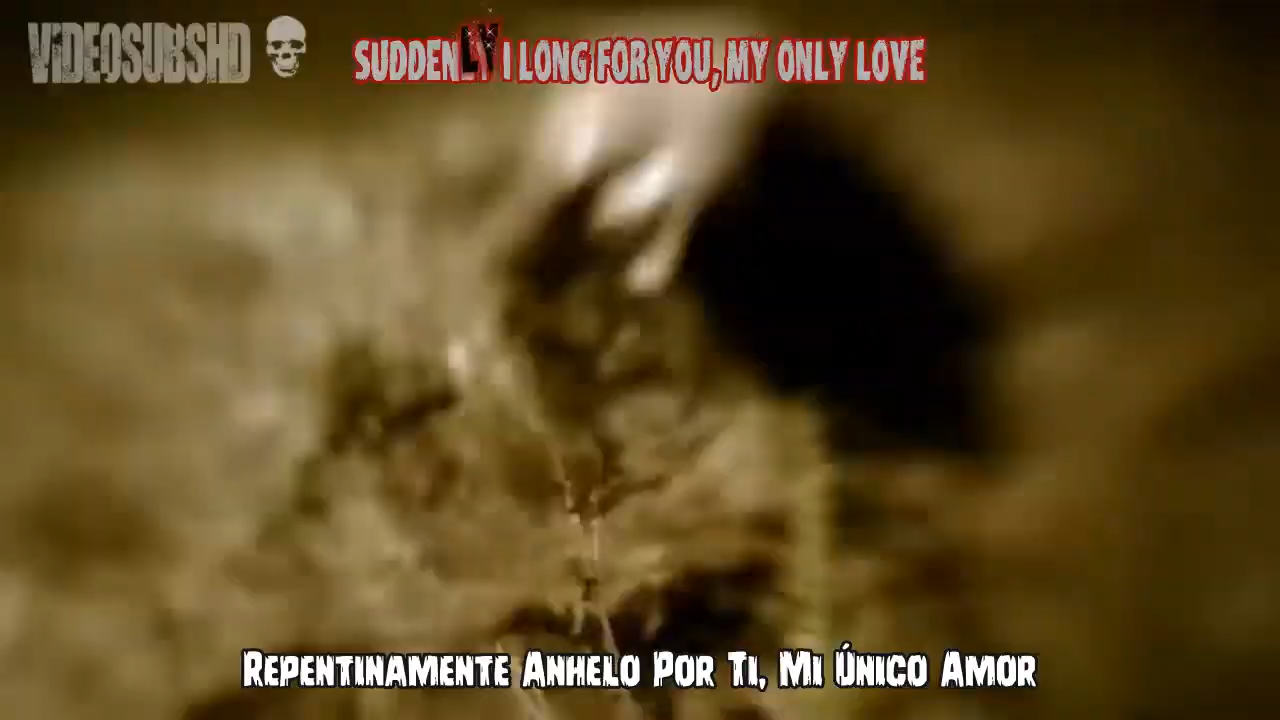 VIDEOSUBSHD
SUDDENLY I LONG FOR YOU, MY ONLY LOVE
REPENTINAMENTE ANHELO POR TI, MI ÚNICO AMOR